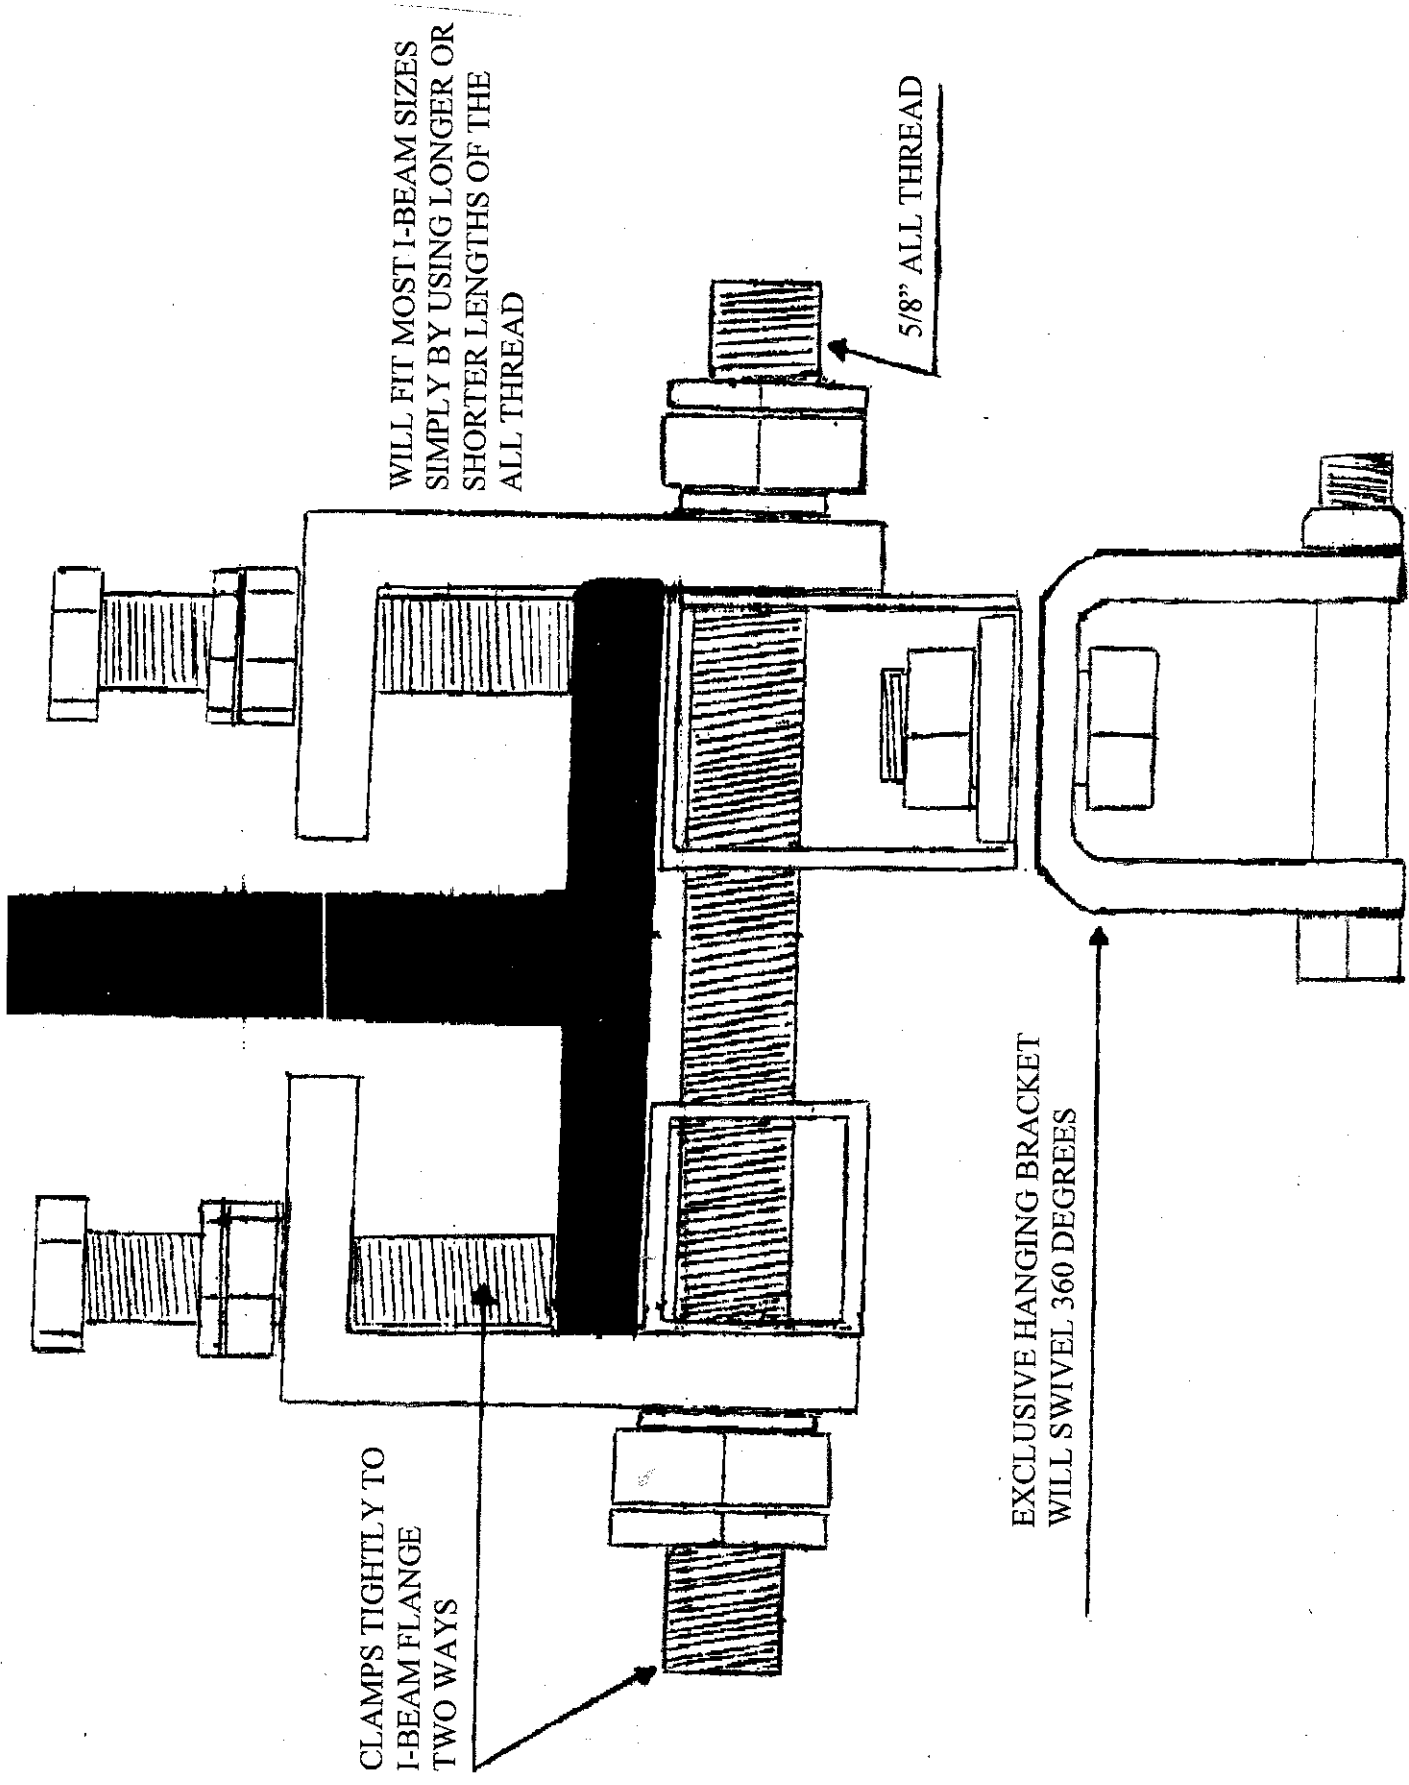 WILL FIT MOST I-BEAM SIZES
SIMPLY BY USING LONGER OR
SHORTER LENGTHS OF THE
ALL THREAD
5/8” ALL THREAD
CLAMPS TIGHTLY TO
I-BEAM FLANGE
TWO WAYS
EXCLUSIVE HANGING BRACKET
WILL SWIVEL 360 DEGREES